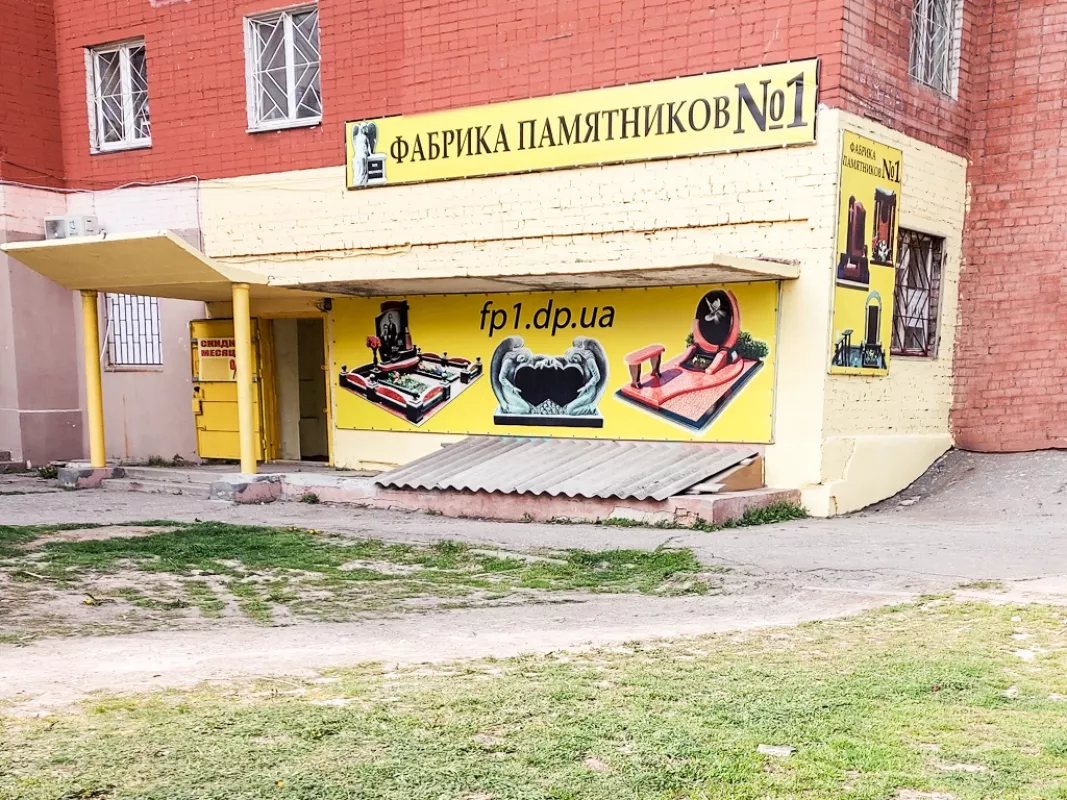 ФАБРИКА ПАМЯТНИКОВ №1
ФАБРИКА
ПАМЯТНИКОВ №1
fp1.dp.ua
СКИДК
МЕСЯЦ